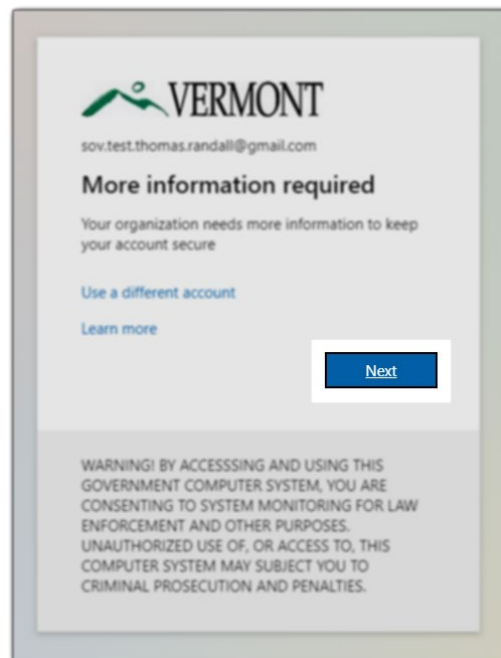 VERMONT
sov.test.thomas.randall@gmail.com
More information required
Your organization needs more information to keep
your account secure
Use a different account
Learn more
Next
WARNING! BY ACCESSSING AND USING THIS
GOVERNMENT COMPUTER SYSTEM, YOU ARE
CONSENTING TO SYSTEM MONITORING FOR LAW
ENFORCEMENT AND OTHER PURPOSES.
UNAUTHORIZED USE OF, OR ACCESS TO, THIS
COMPUTER SYSTEM MAY SUBJECT YOU TO
CRIMINAL PROSECUTION AND PENALTIES.